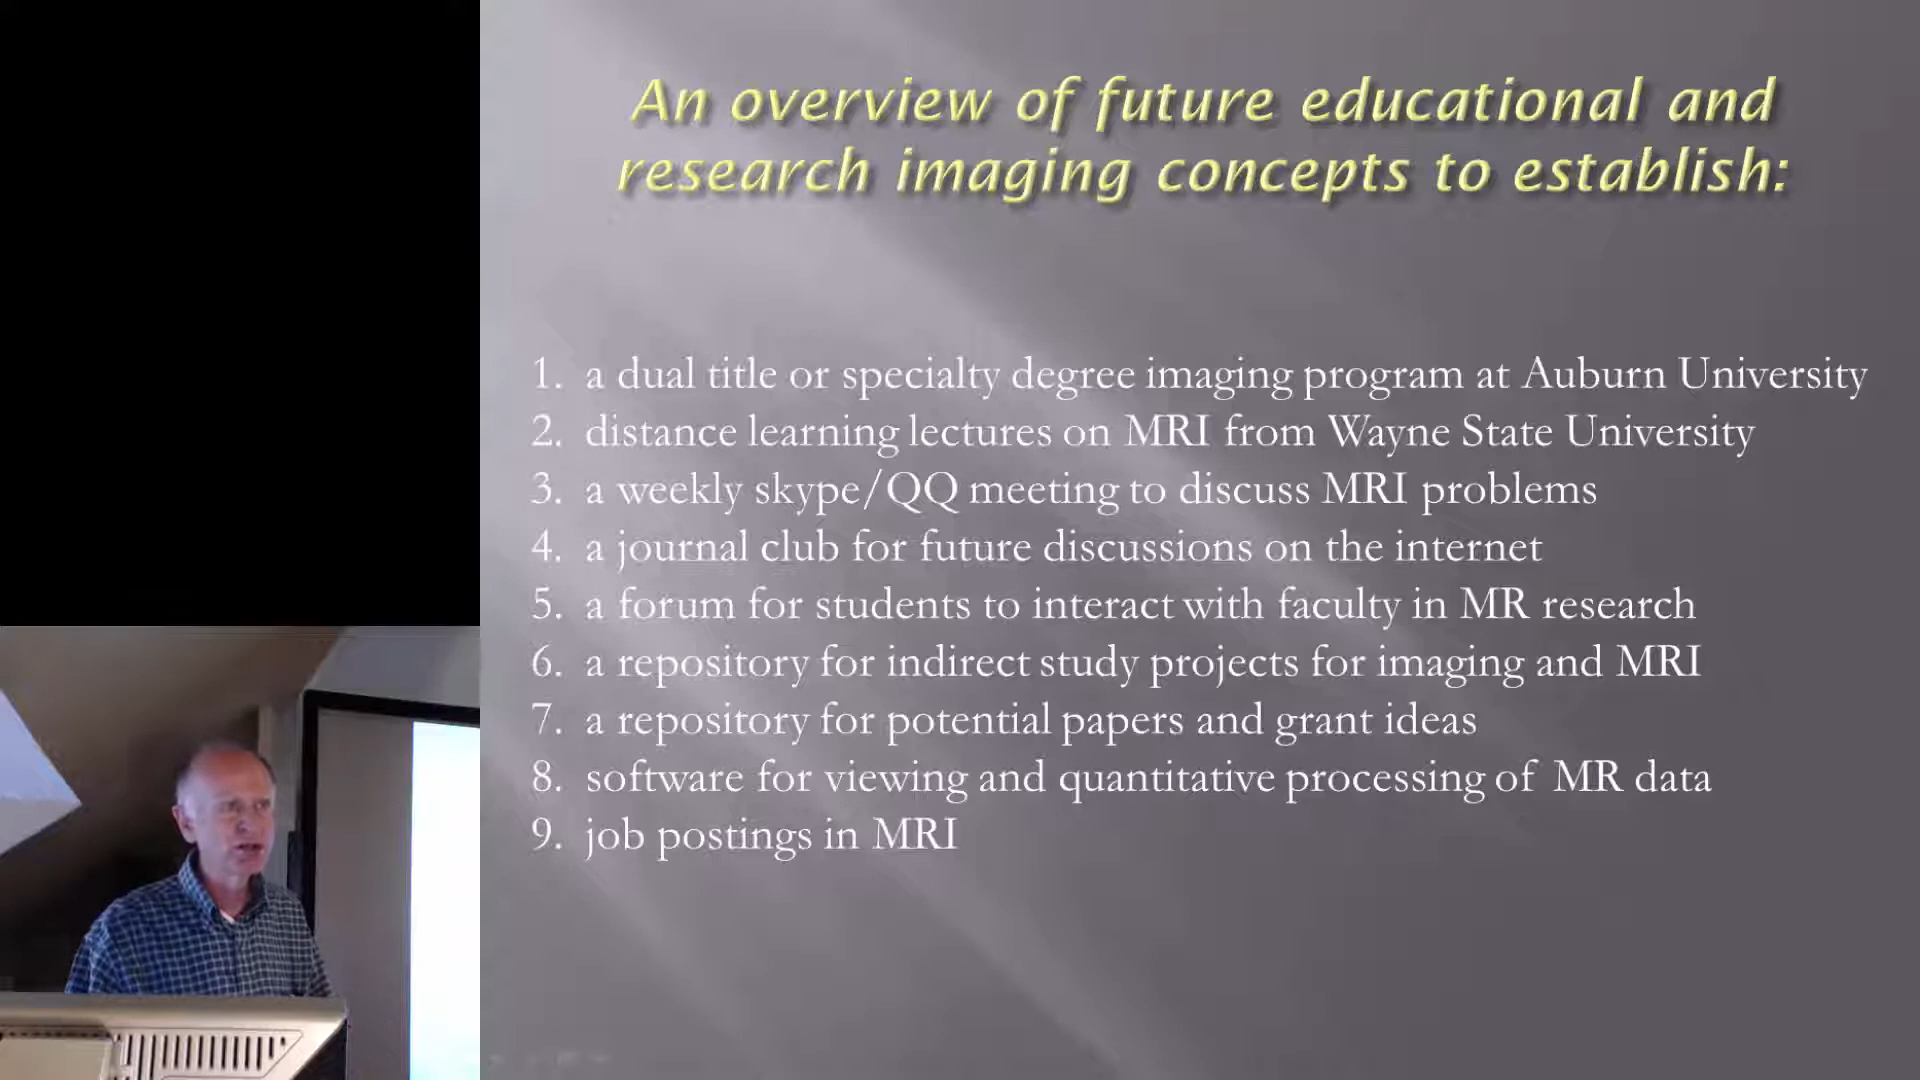 An overview of future educational and
research imaging concepts to establish:
1. a dual title or specialty degree imaging program at Auburn University
2. distance learning lectures on MRI from Wayne State University
3. a weekly skype/QQ meeting to discuss MRI problems
4. a journal club for future discussions on the internet
5. a forum for students to interact with faculty in MR research
6. a repository for indirect study projects for imaging and MRI
7. a repository for potential papers and grant ideas
8. software for viewing and quantitative processing of MR data
9. job postings in MRI